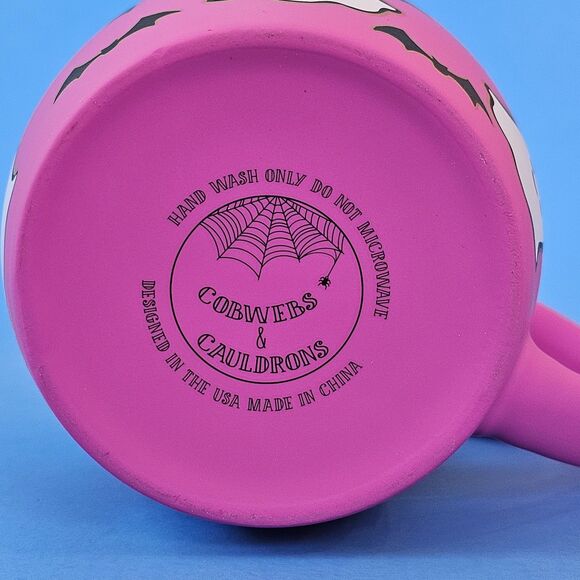 HAND WASH ONLY DO NOT MICROWAVE
COBWEBS
&
CAULDRONS
DESIGNED IN THE USA MADE IN CHINA